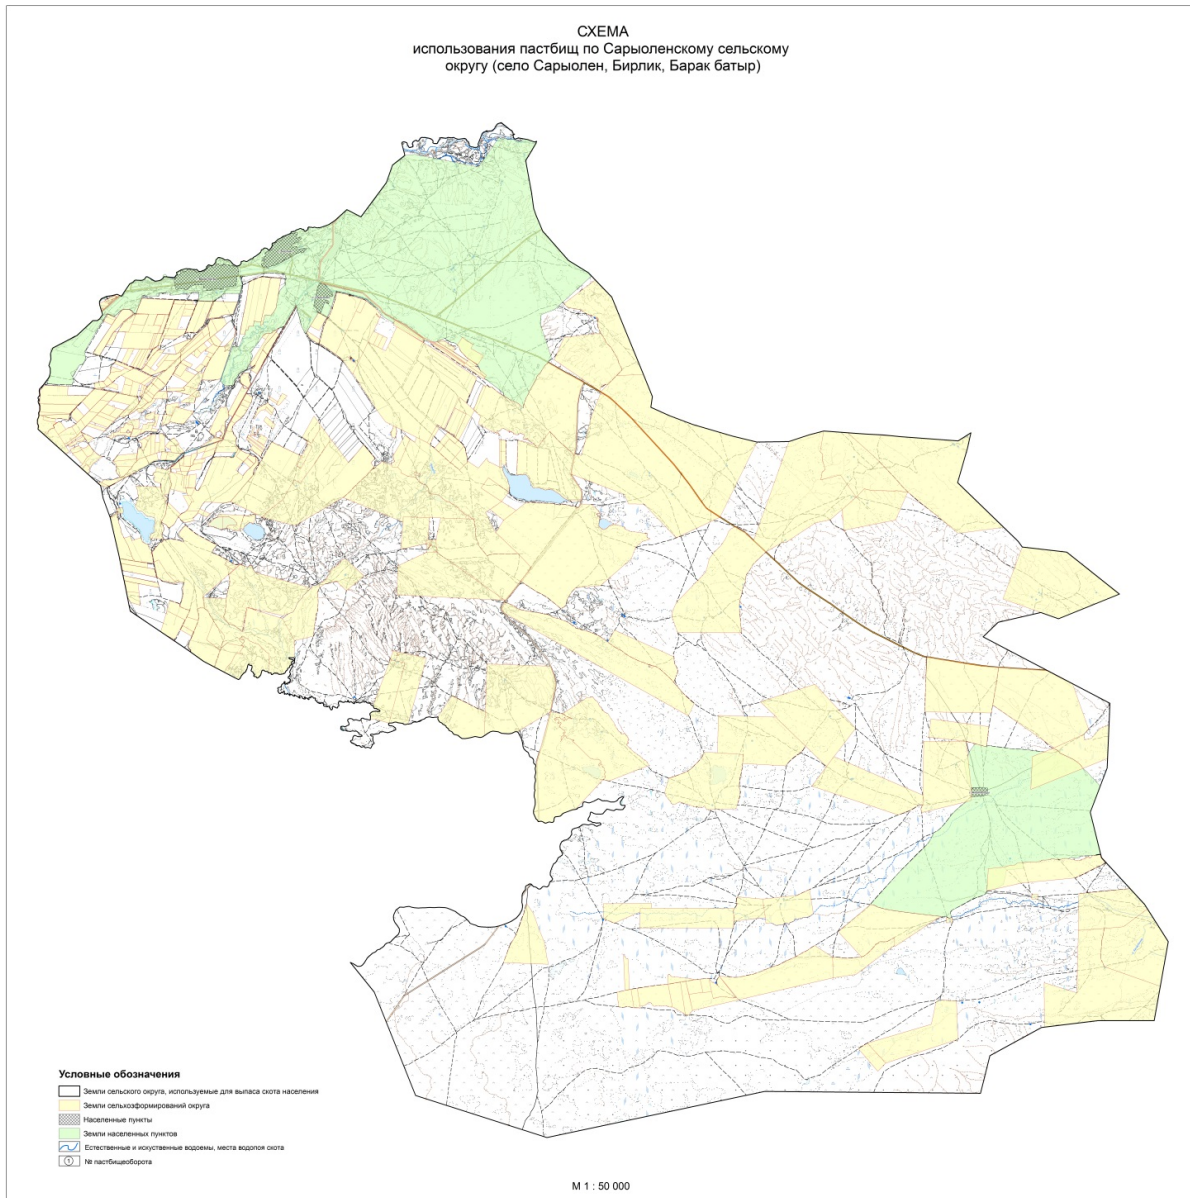 СХЕМА
использования пастбищ по Сарыоленскому сельскому
округу (село Сарыолен, Бирлик, Барак батыр)
Условные обозначения
Земли сельского округа, используемые для выпаса скота населения
Земли сельхозформирований округа
Населенные пункты
Земли населенных пунктов
Естественные и искуственные водоемы, места водопоя скота
1 № пастбищеоборота
М 1 : 50 000